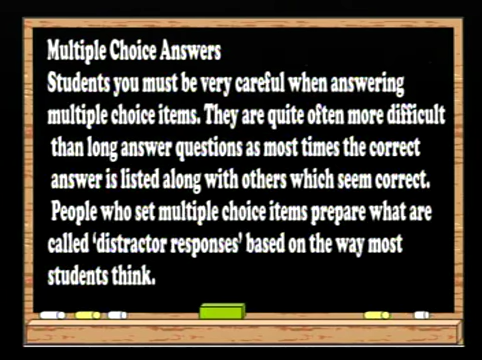 Multiple Choice Answers
Students you must be very careful when answering
multiple choice items. They are quite often more difficult
than long answer questions as most times the correct
answer is listed along with others which seem correct.
People who set multiple choice items prepare what are
called ‘distractor responses’ based on the way most
students think.